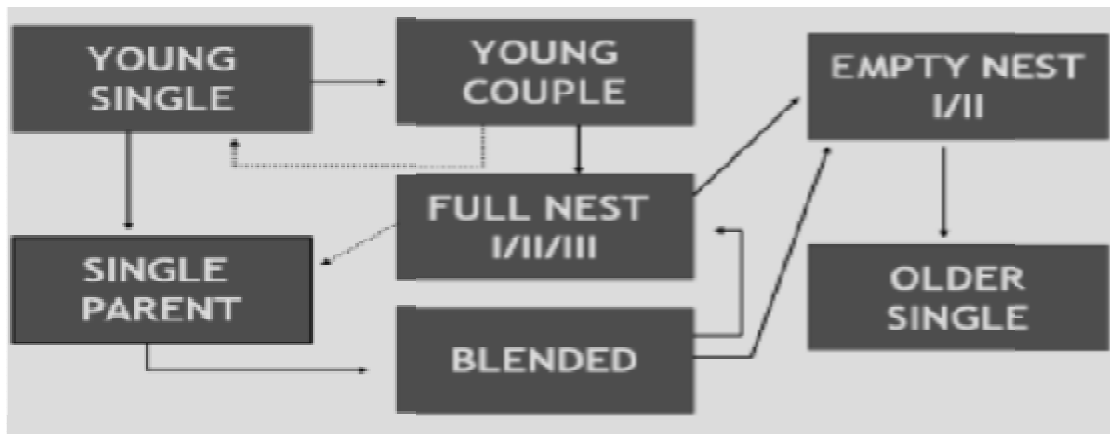 YOUNG
SINGLE
YOUNG
COUPLE
EMPTY NEST
I/II
FULL NEST
I/II/III
SINGLE
PARENT
OLDER
SINGLE
BLENDED